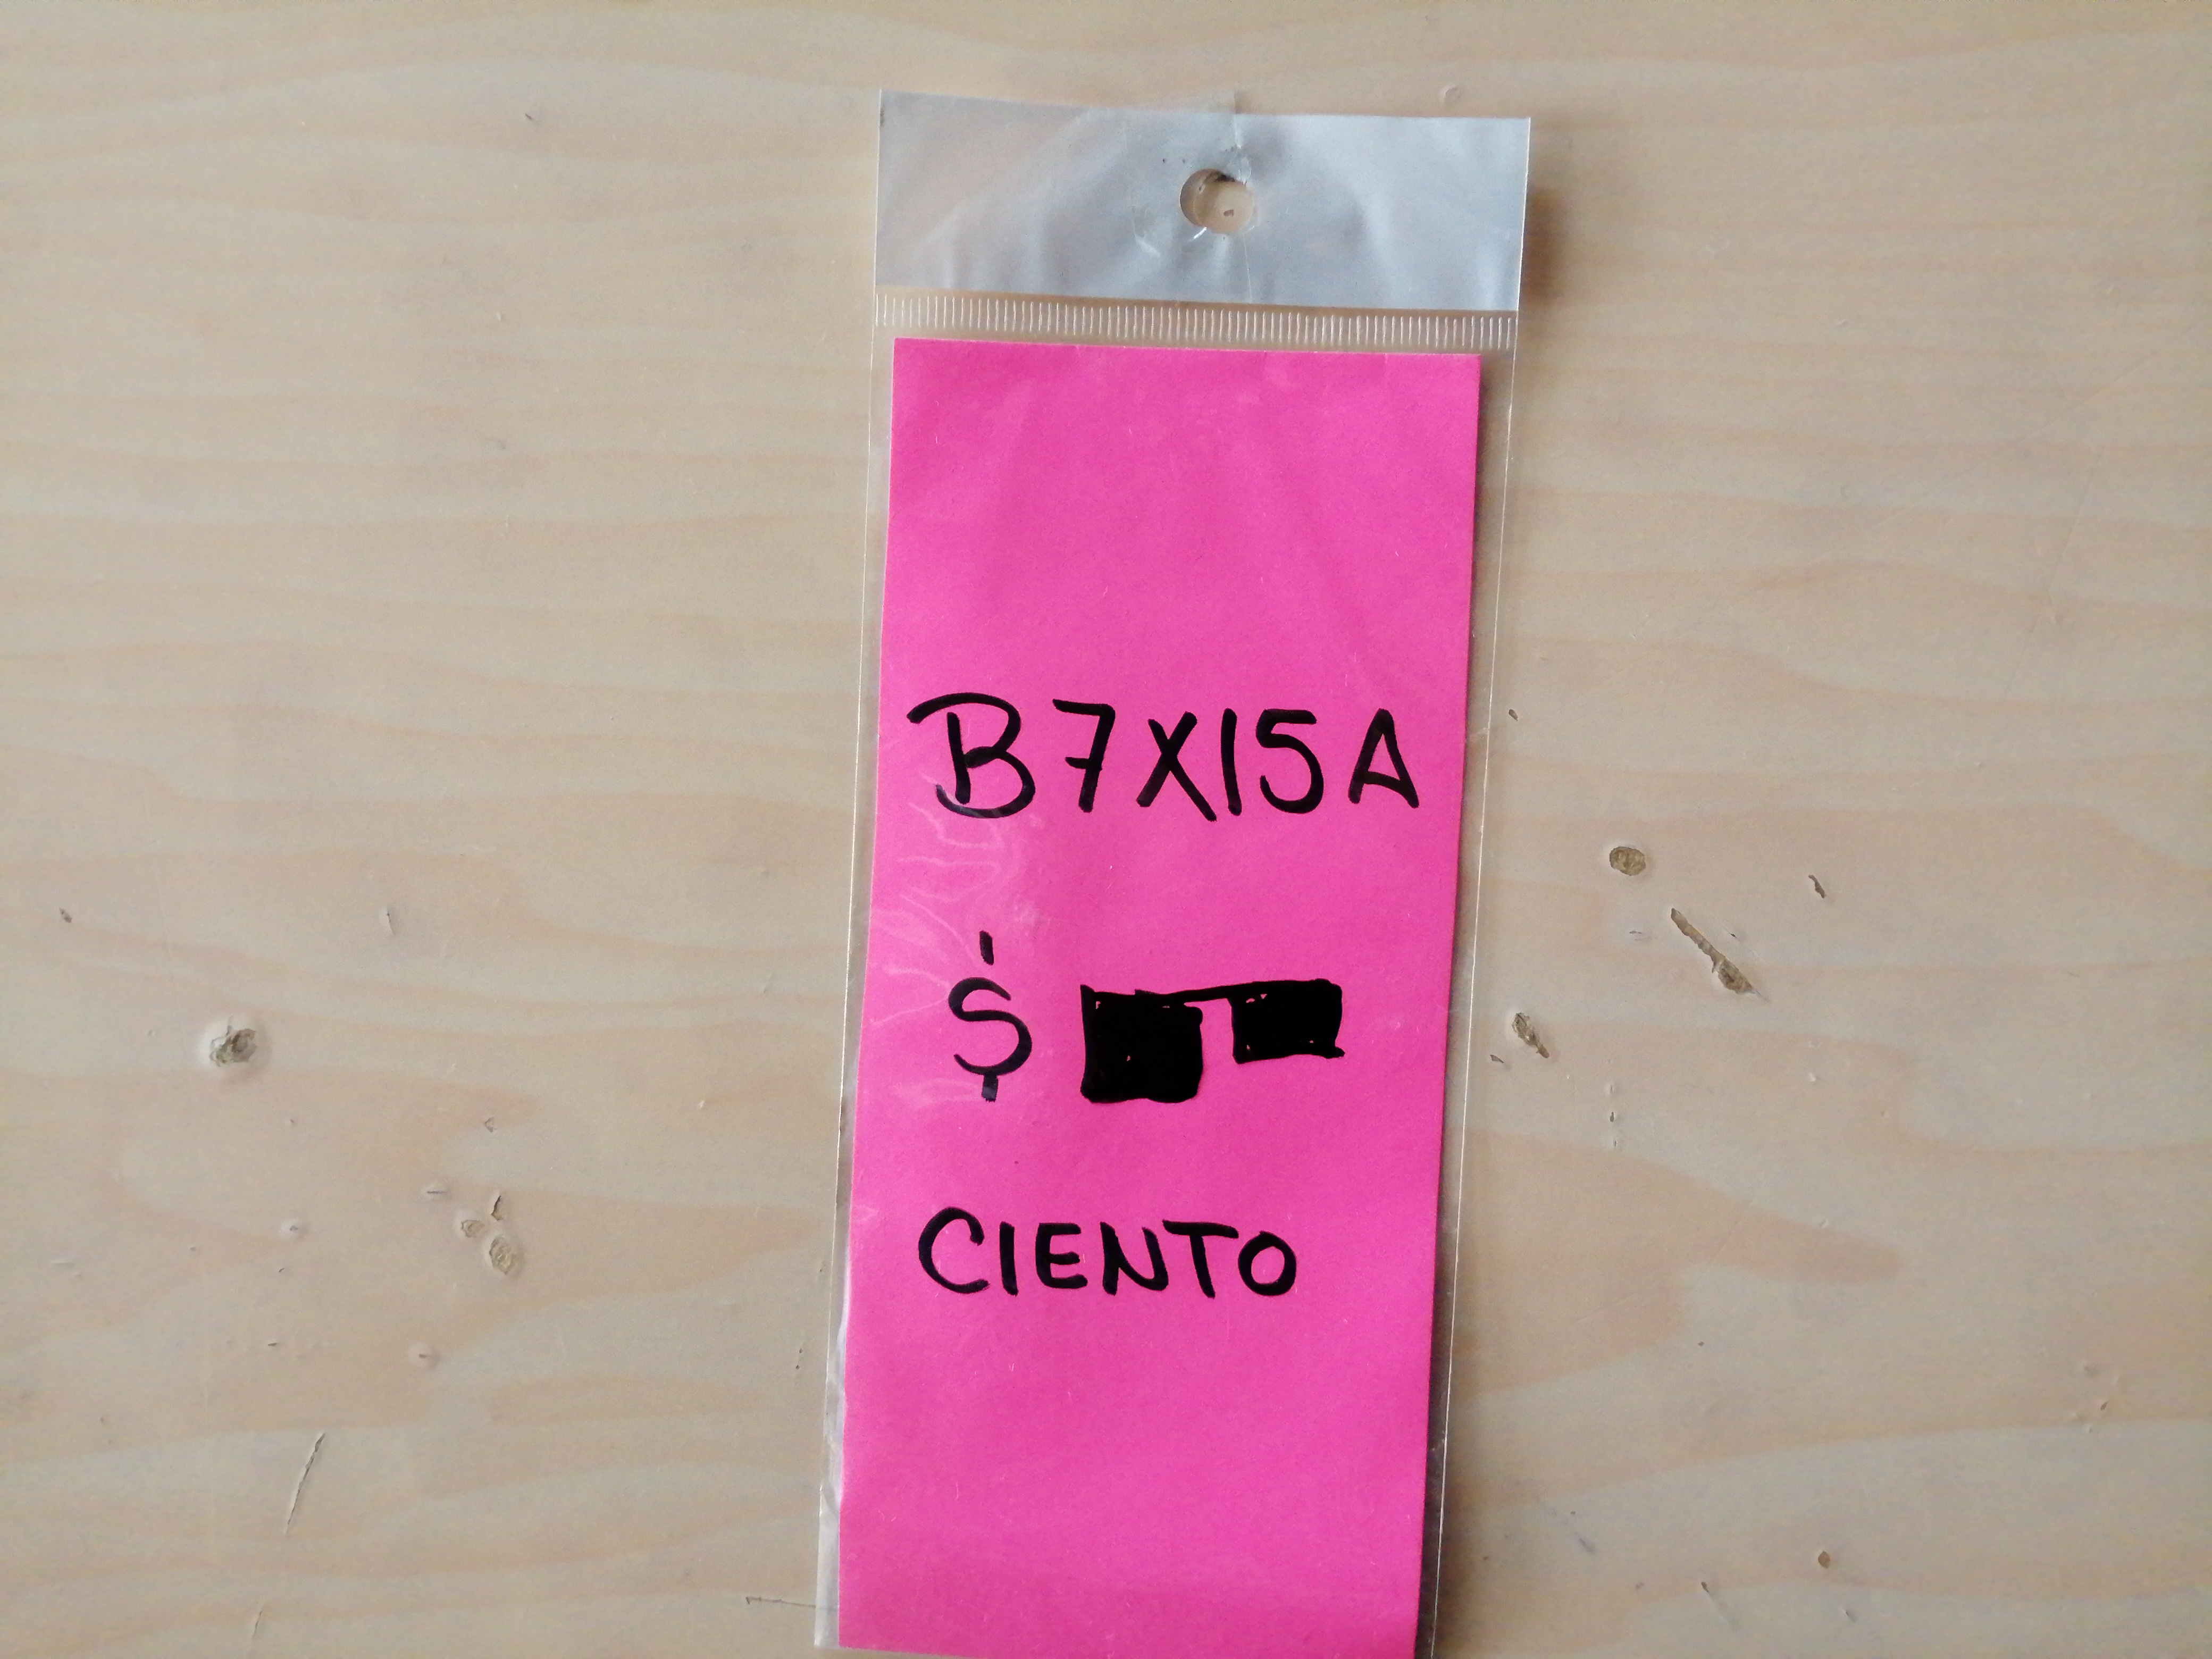 B7X15A
$
CIENTO